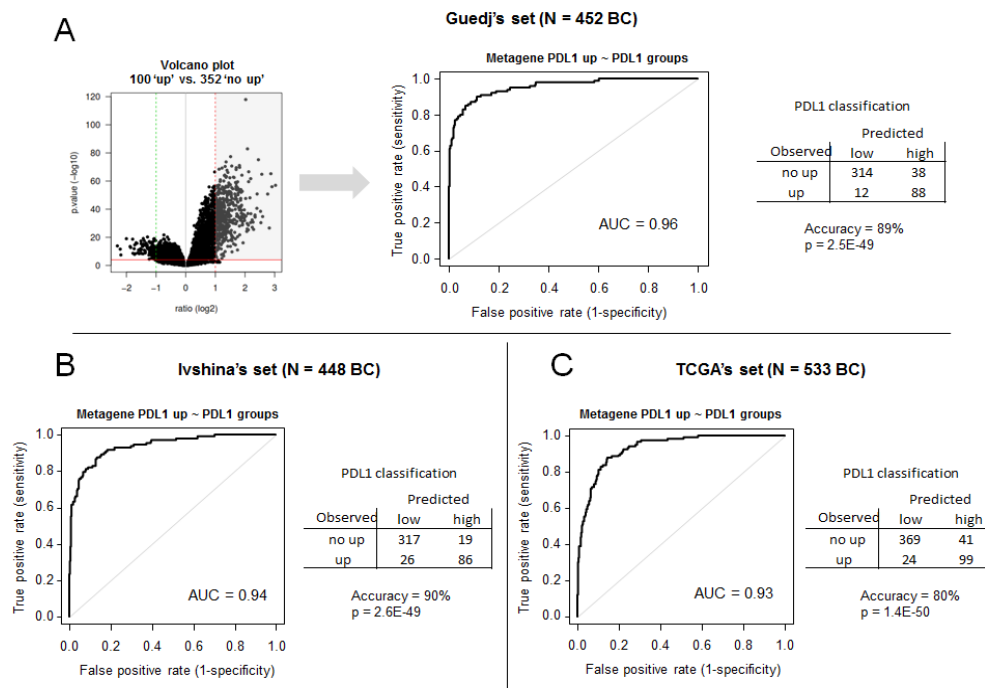 A
Guedj's set (N = 452 BC)
Volcano plot
100 'up' vs. 352 'no up'
p.value (−log10)
120
100
80
60
40
20
0
−2 −1 0 1 2 3
ratio (log2)
Metagene PDL1 up ~ PDL1 groups
True positive rate (sensitivity)
1.0
0.8
0.6
0.4
0.2
0.0
AUC = 0.96
0.0 0.2 0.4 0.6 0.8 1.0
False positive rate (1-specificity)
PDL1 classification
Predicted
Observed low high
no up 314 38
up 12 88
Accuracy = 89%
p = 2.5E-49
B
Ivshina's set (N = 448 BC)
Metagene PDL1 up ~ PDL1 groups
True positive rate (sensitivity)
1.0
0.8
0.6
0.4
0.2
0.0
AUC = 0.94
0.0 0.2 0.4 0.6 0.8 1.0
False positive rate (1-specificity)
PDL1 classification
Predicted
Observed low high
no up 317 19
up 26 86
Accuracy = 90%
p = 2.6E-49
C
TCGA's set (N = 533 BC)
Metagene PDL1 up ~ PDL1 groups
True positive rate (sensitivity)
1.0
0.8
0.6
0.4
0.2
0.0
AUC = 0.93
0.0 0.2 0.4 0.6 0.8 1.0
False positive rate (1-specificity)
PDL1 classification
Predicted
Observed low high
no up 369 41
up 24 99
Accuracy = 80%
p = 1.4E-50